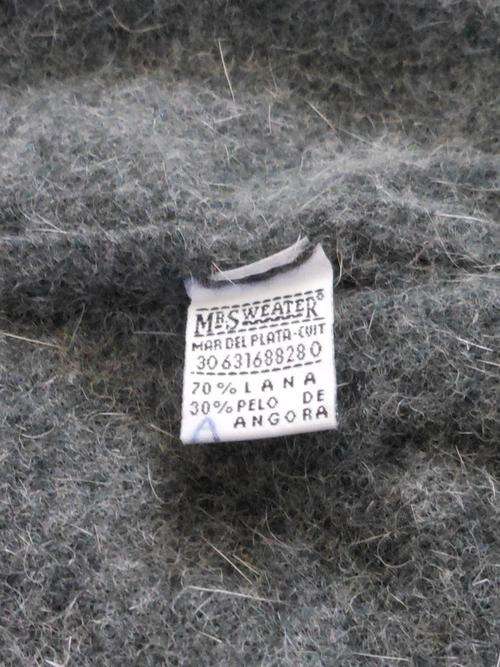 MR.SWEATER®
MAR DEL PLATA-CUIT
30631688280
70% LANA
30% PELO DE
ANGORA